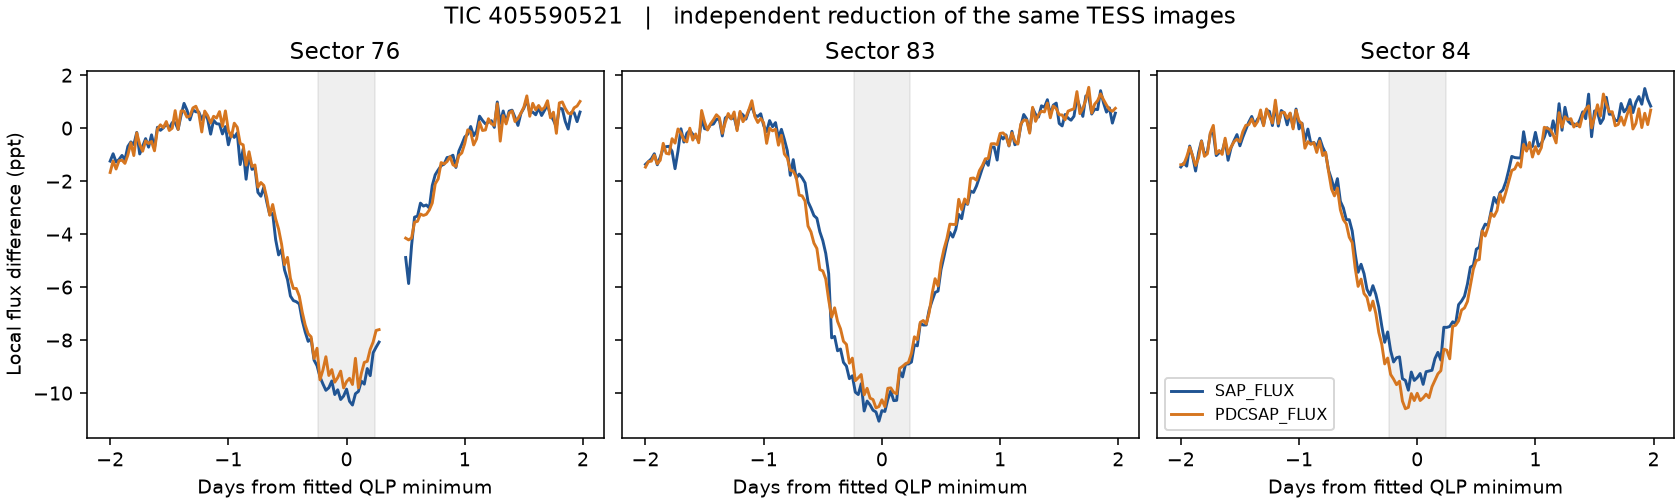 TIC 405590521 | independent reduction of the same TESS images
Sector 76
Sector 83
Sector 84
Local flux difference (ppt)
2
0
−2
−4
−6
−8
−10
SAP_FLUX
PDCSAP_FLUX
−2 −1 0 1 2
−2 −1 0 1 2
−2 −1 0 1 2
Days from fitted QLP minimum
Days from fitted QLP minimum
Days from fitted QLP minimum